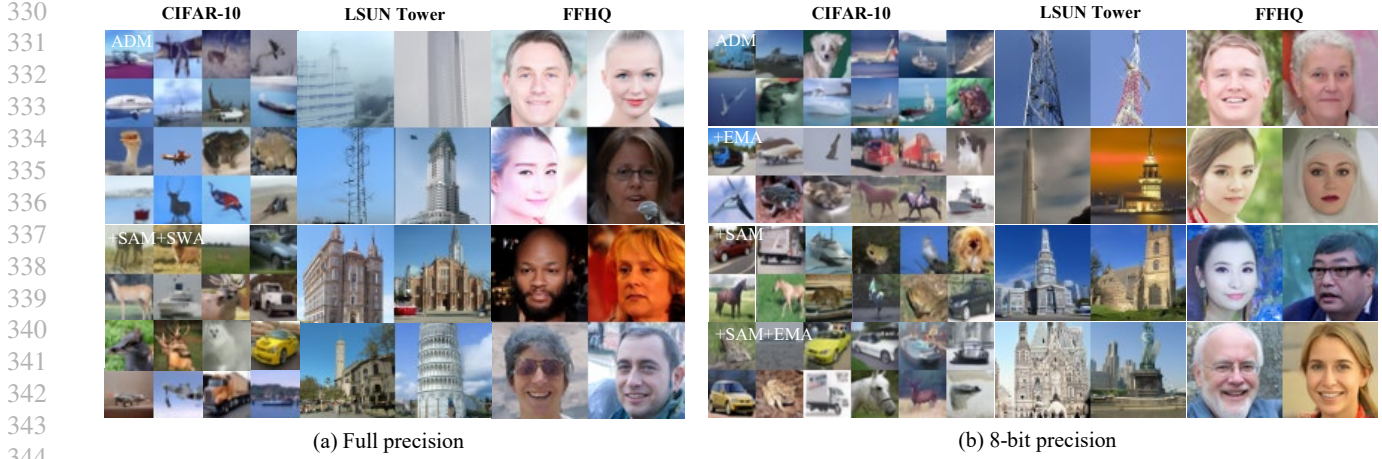 330
CIFAR-10 LSUN Tower FFHQ CIFAR-10 LSUN Tower FFHQ
331
ADM ADM
332
333
334
+EMA
335
336
337
+SAM+SWA +SAM
338
339
340
+SAM+EMA
341
342
343
(a) Full precision (b) 8-bit precision
344